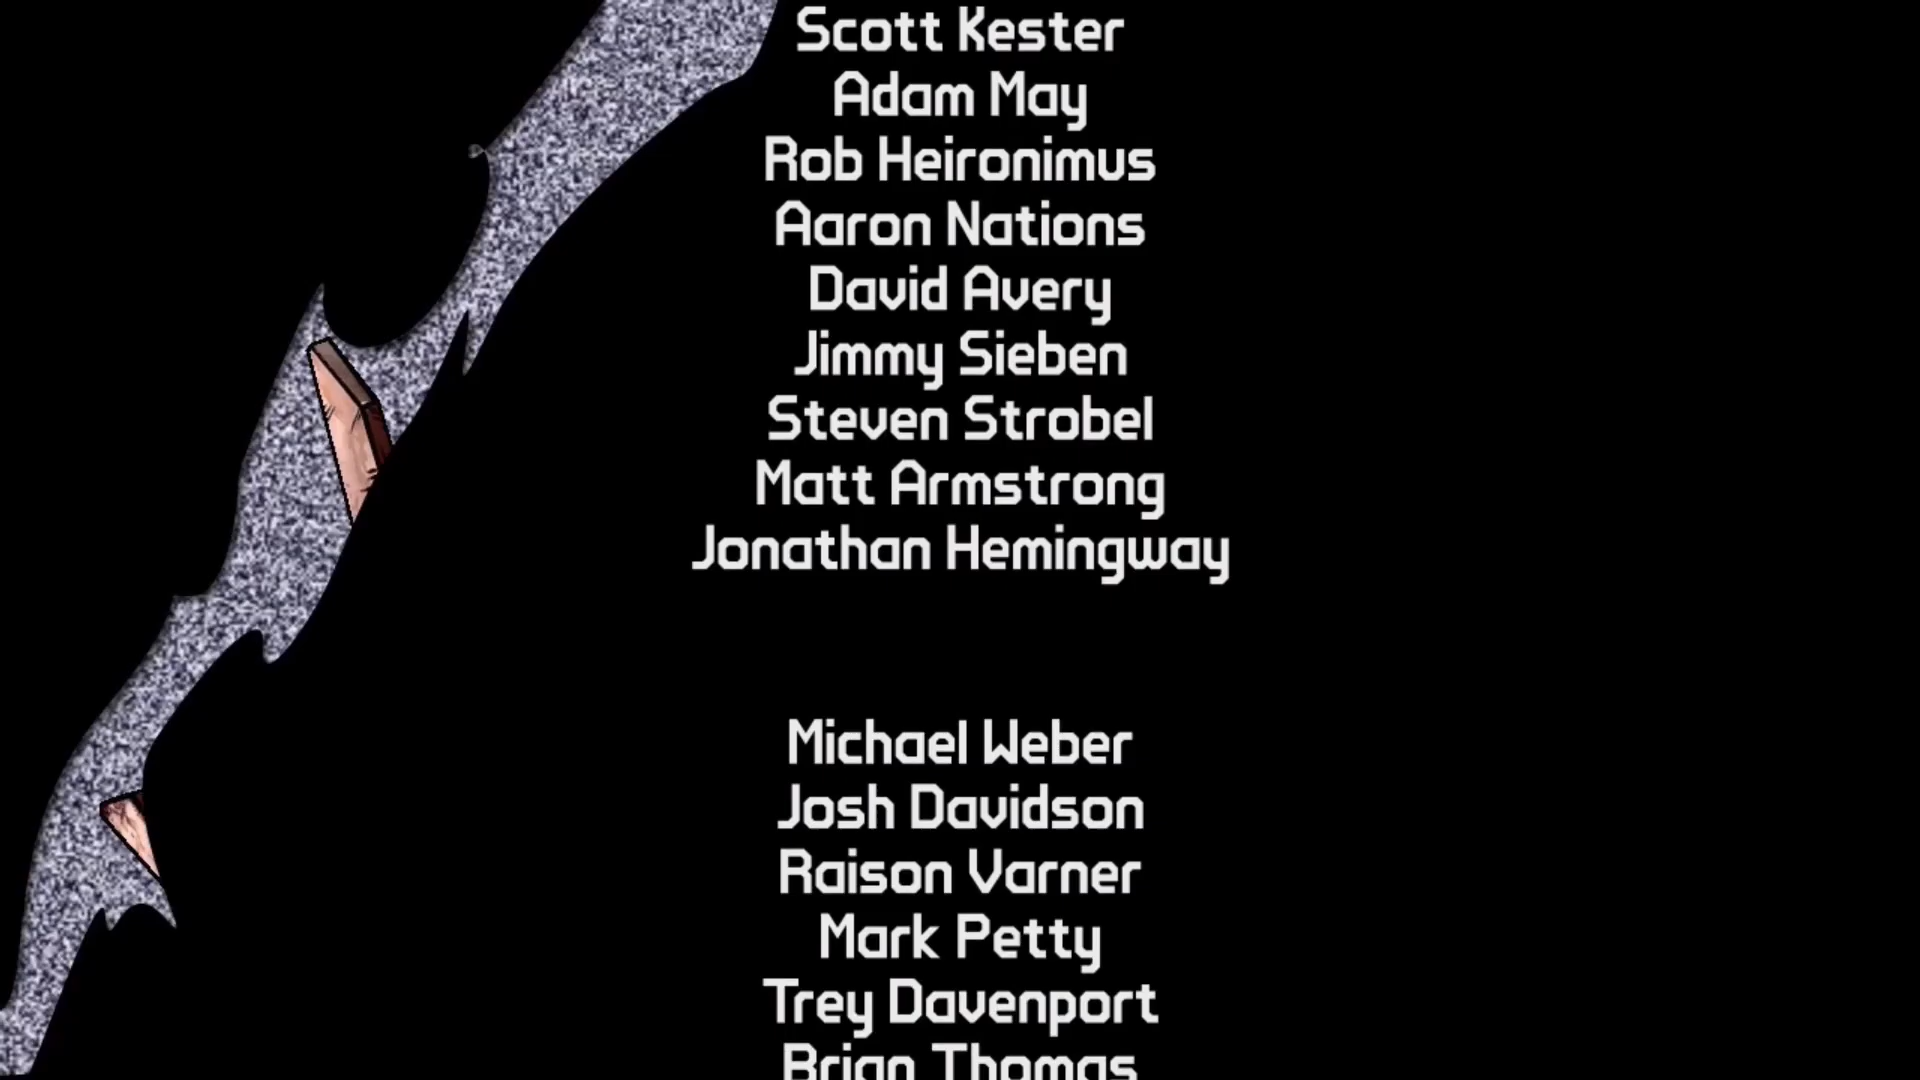 Scott Kester
Adam May
Rob Heironimus
Aaron Nations
David Avery
Jimmy Sieben
Steven Strobel
Matt Armstrong
Jonathan Hemingway
Michael Weber
Josh Davidson
Raison Varner
Mark Petty
Trey Davenport
Brian Thomas